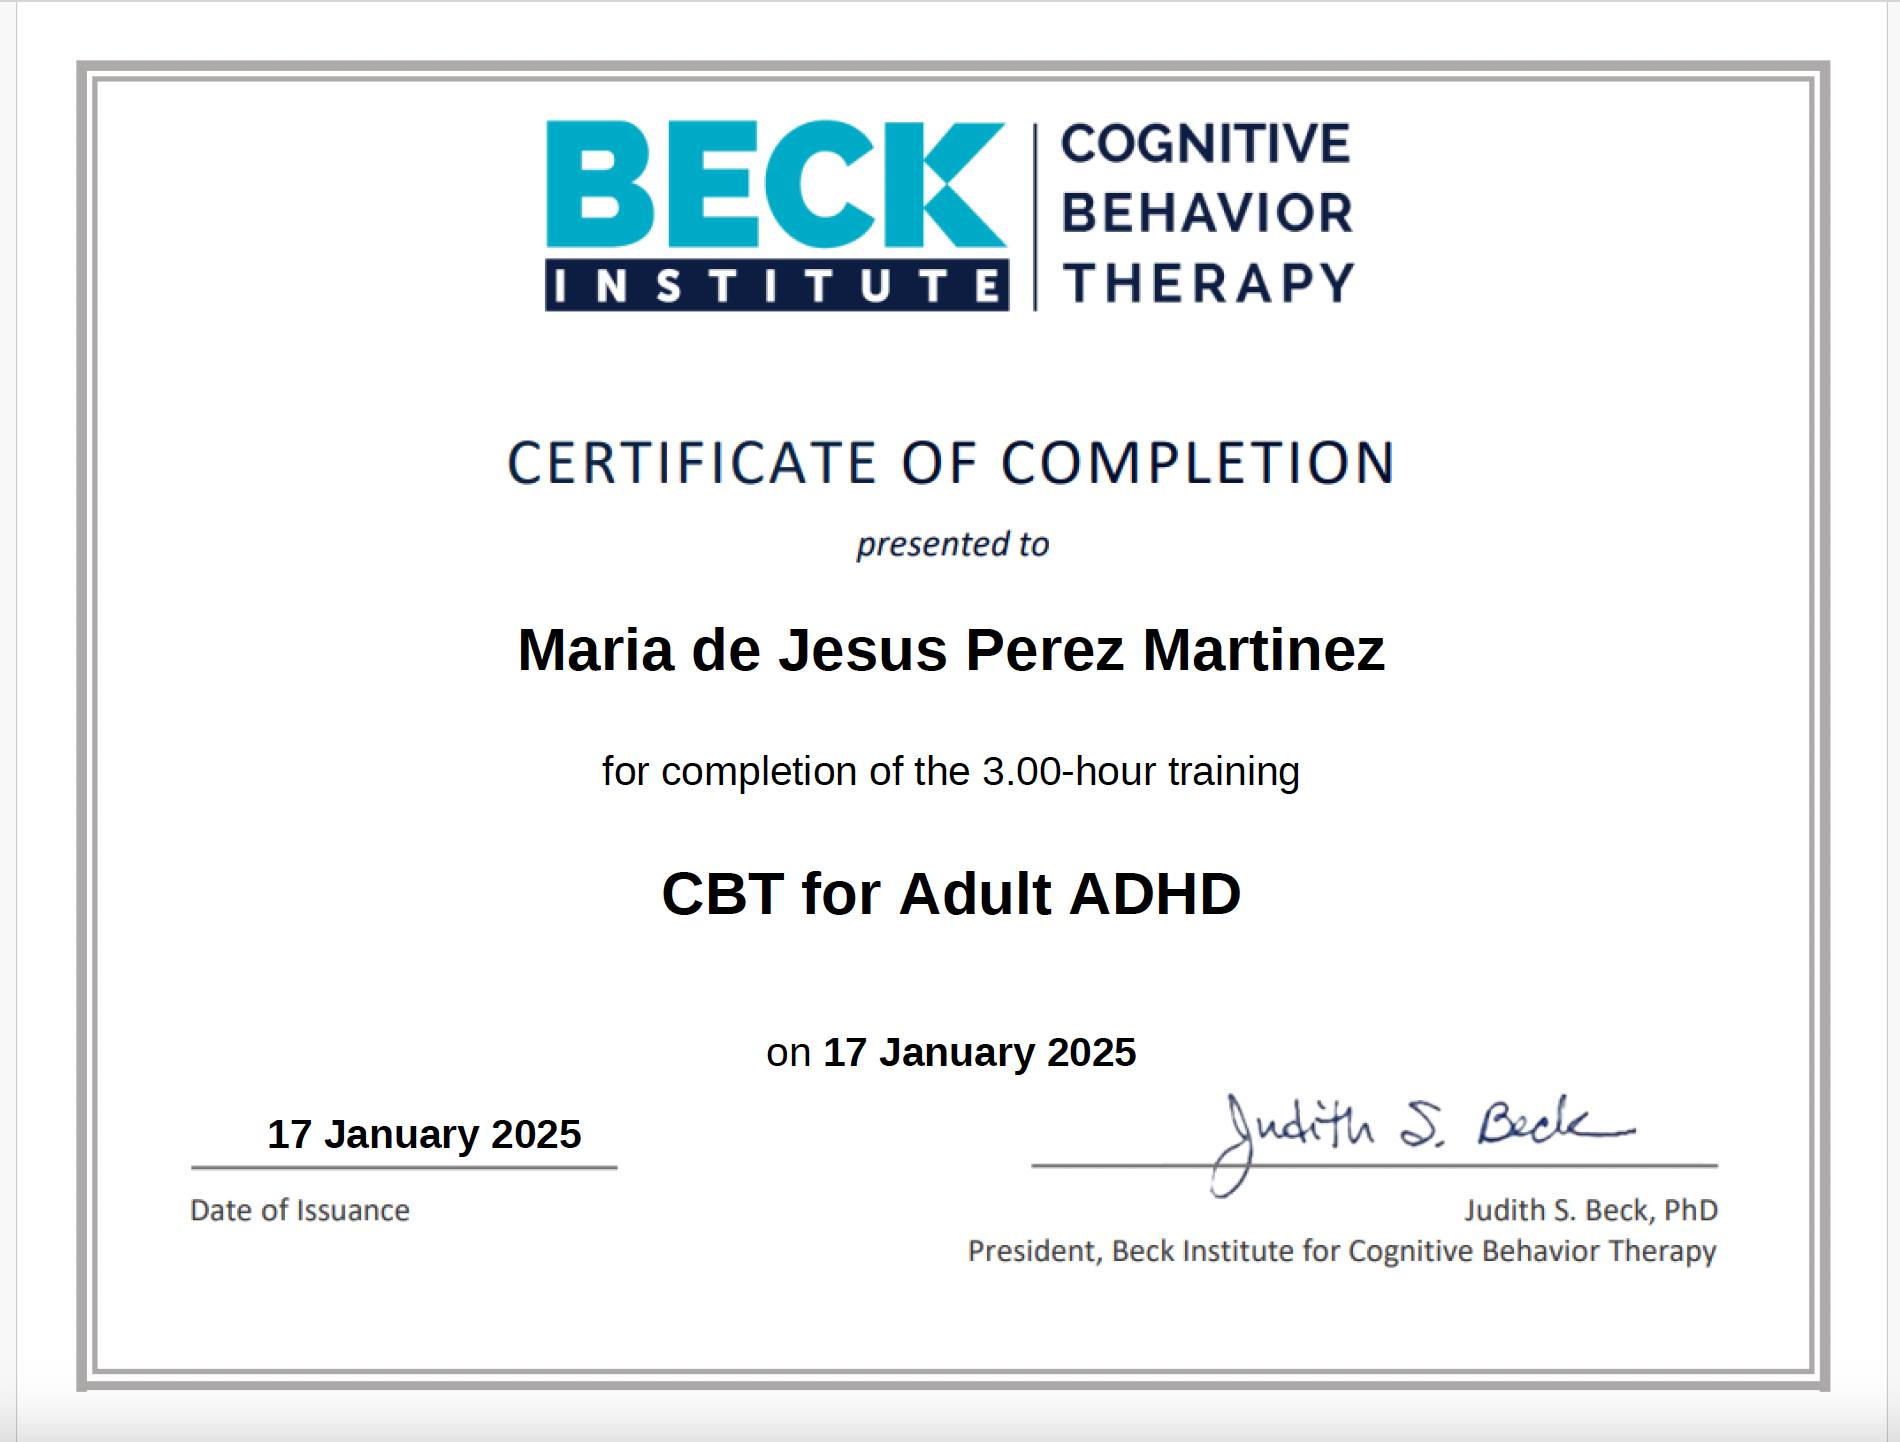 BECK
INSTITUTE
COGNITIVE
BEHAVIOR
THERAPY
CERTIFICATE OF COMPLETION
presented to
Maria de Jesus Perez Martinez
for completion of the 3.00-hour training
CBT for Adult ADHD
on 17 January 2025
17 January 2025
Date of Issuance
Judith S. Beck
Judith S. Beck, PhD
President, Beck Institute for Cognitive Behavior Therapy